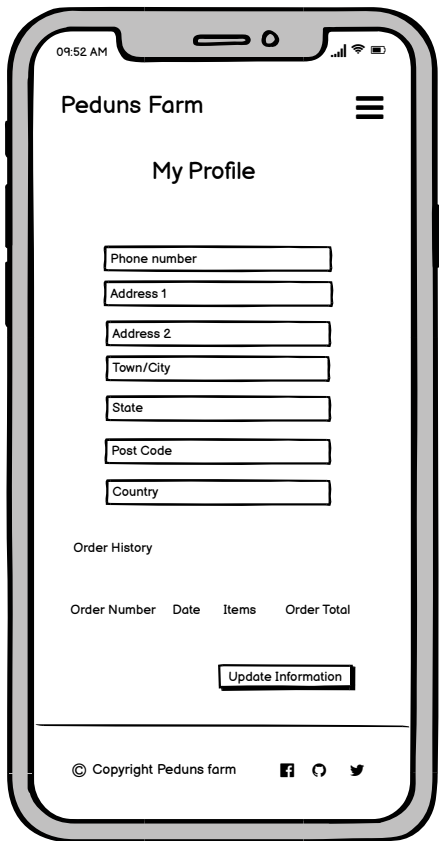 09:52 AM
Peduns Farm
My Profile
Phone number
Address 1
Address 2
Town/City
State
Post Code
Country
Order History
Order Number Date Items Order Total
Update Information
© Copyright Peduns farm